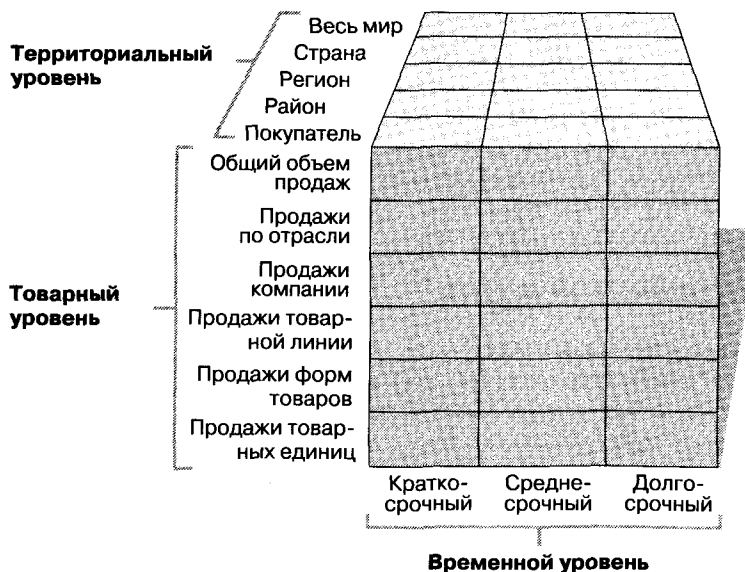 Территориальный
уровень
Весь мир
Страна
Регион
Район
Покупатель
Товарный
уровень
Общий объем
продаж
Продажи
по отрасли
Продажи
компании
Продажи товар-
ной линии
Продажи форм
товаров
Продажи товар-
ных единиц
Кратко-
срочный
Средне-
срочный
Долго-
срочный
Временной уровень